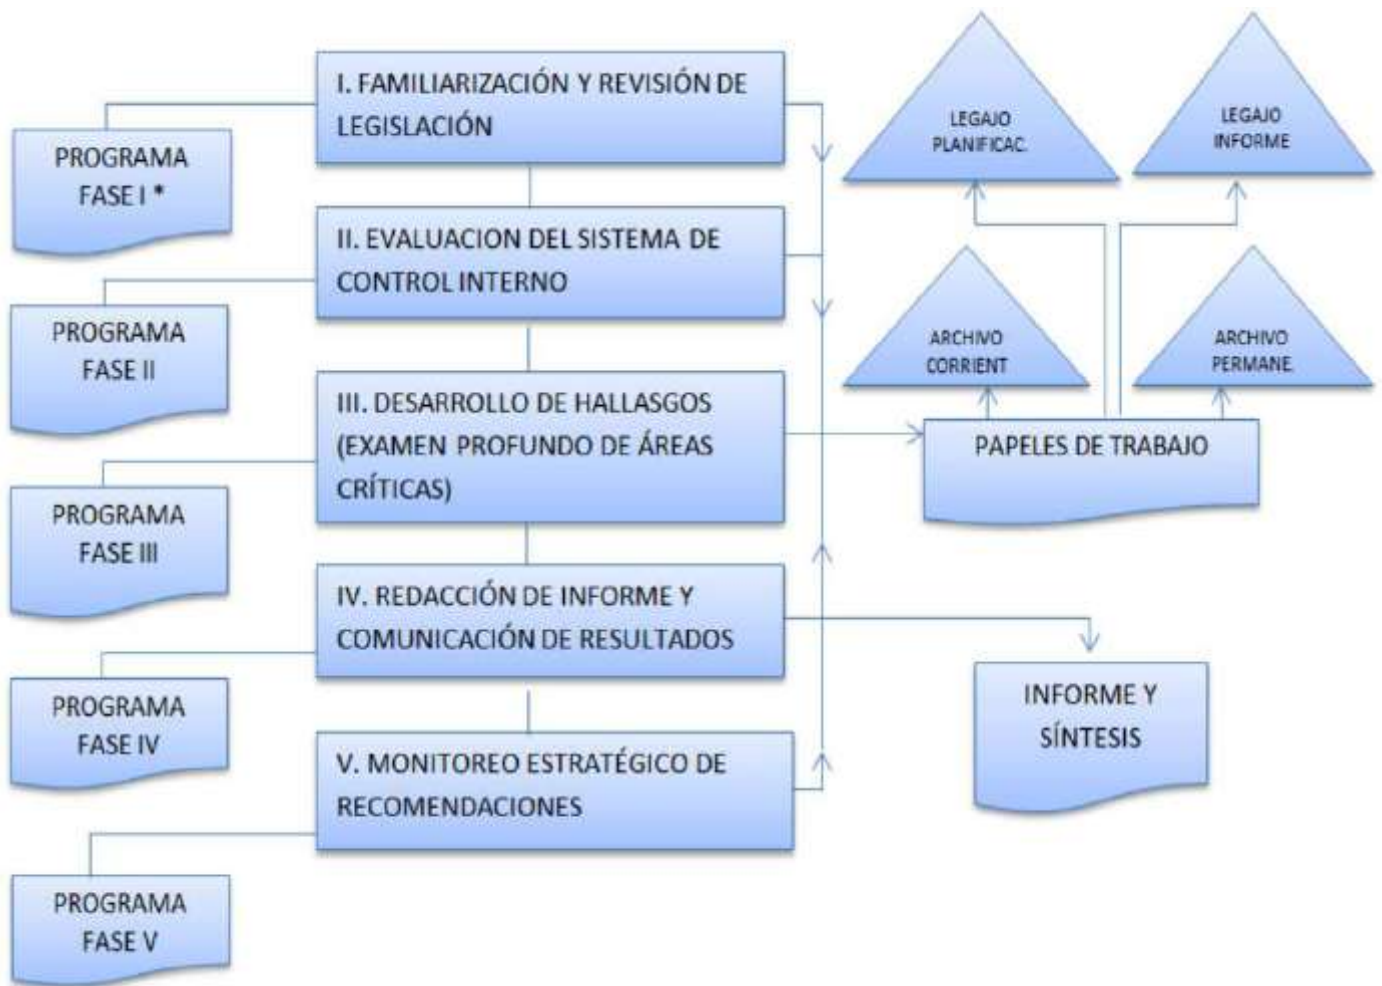 I. FAMILIARIZACIÓN Y REVISIÓN DE
LEGISLACIÓN
PROGRAMA
FASE I *
II. EVALUACION DEL SISTEMA DE
CONTROL INTERNO
PROGRAMA
FASE II
III. DESARROLLO DE HALLASGOS
(EXAMEN PROFUNDO DE ÁREAS
CRÍTICAS)
PROGRAMA
FASE III
IV. REDACCIÓN DE INFORME Y
COMUNICACIÓN DE RESULTADOS
PROGRAMA
FASE IV
V. MONITOREO ESTRATÉGICO DE
RECOMENDACIONES
PROGRAMA
FASE V
LEGAJO
PLANIFICAC.
LEGAJO
INFORME
ARCHIVO
CORRIENT
ARCHIVO
PERMANE.
PAPELES DE TRABAJO
INFORME Y
SÍNTESIS